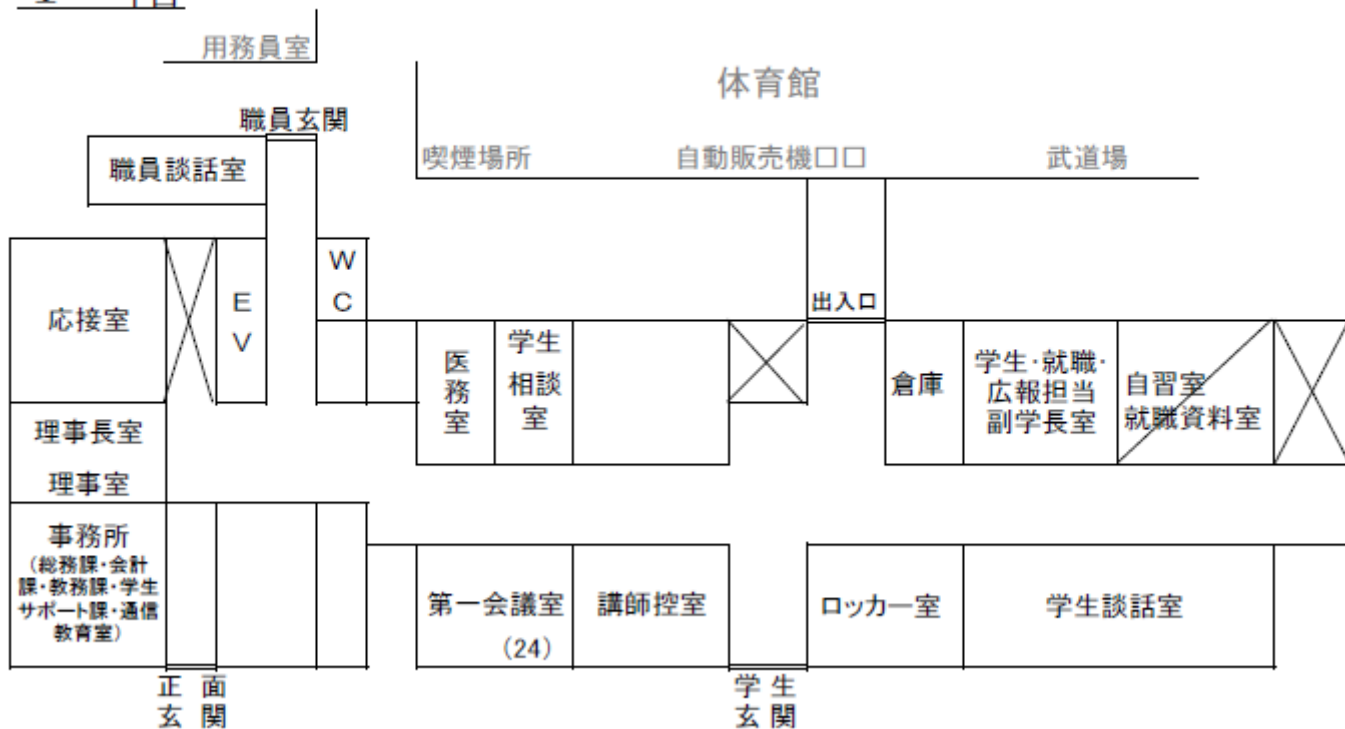 用務員室
体育館
職員玄関
喫煙場所
自動販売機口口
武道場
職員談話室
応接室
EV
WC
出入口
医務室
学生
相談
室
倉庫
学生・就職・
広報担当
副学長室
自習室
就職資料室
理事長室
理事室
事務所
(総務課・会計
課・教務課・学生
サポート課・通信
教育室)
第一会議室
(24)
講師控室
ロッカー室
学生談話室
正面
玄関
学生
玄関